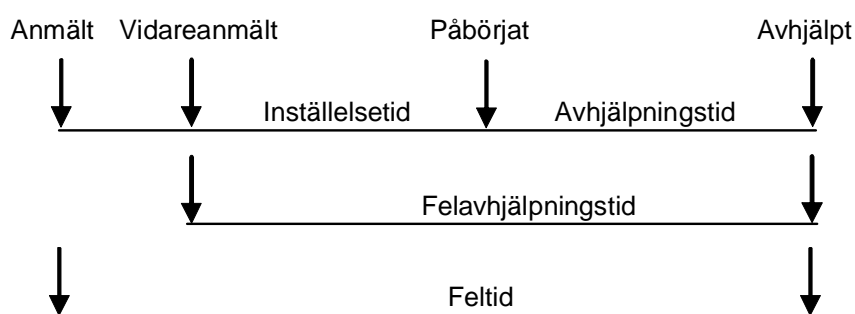 Anmält Vidareanmält Påbörjat Avhjälpt
Inställelsetid Avhjälpningstid
Felavhjälpningstid
Feltid